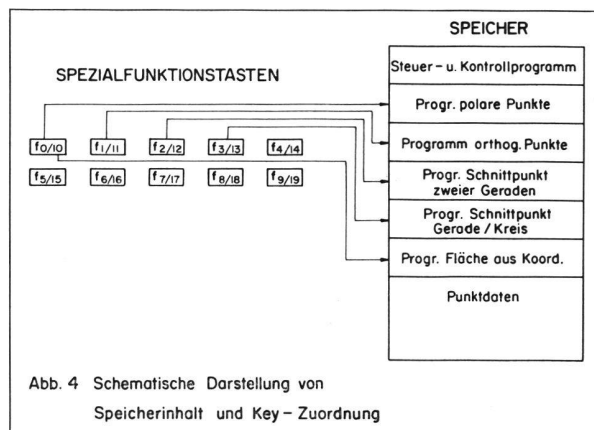 SPEICHER
SPEZIALFUNKTIONSTASTEN
Steuer- u. Kontrollprogramm
Progr. polare Punkte
Programm orthog. Punkte
Progr. Schnittpunkt
zweier Geraden
Progr. Schnittpunkt
Gerade / Kreis
Progr. Fläche aus Koord.
Punktdaten
f0/10 f1/11 f2/12 f3/13 f4/14
f5/15 f6/16 f7/17 f8/18 f9/19
Abb. 4 Schematische Darstellung von
Speicherinhalt und Key-Zuordnung